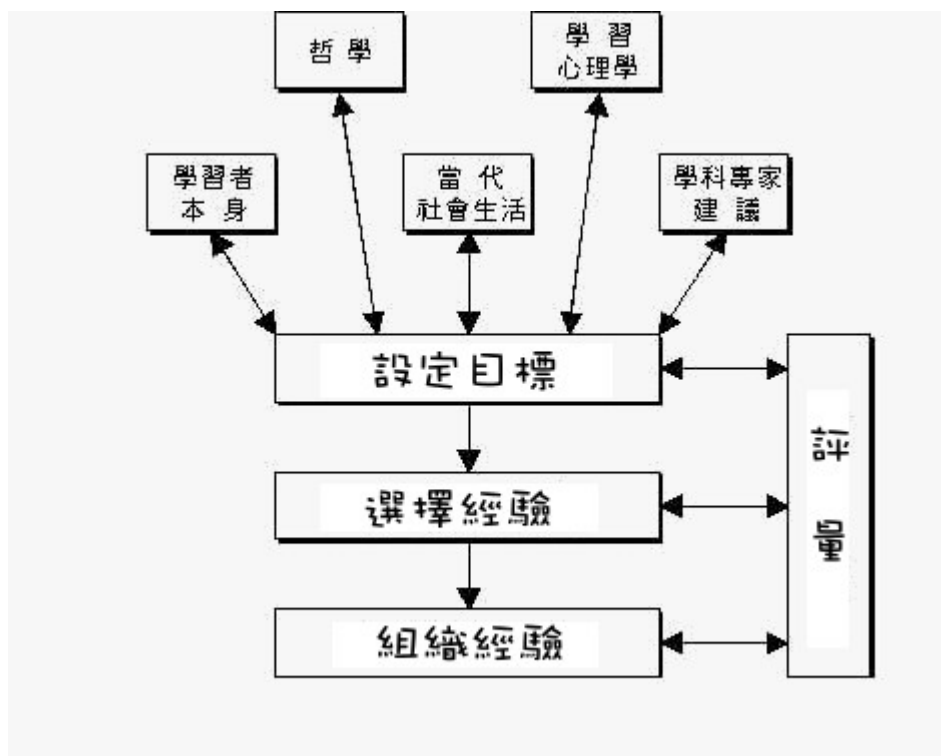 哲學
學習
心理學
學習者
本身
當代
社會生活
學科專家
建議
設定目標
選擇經驗
組織經驗
評
量